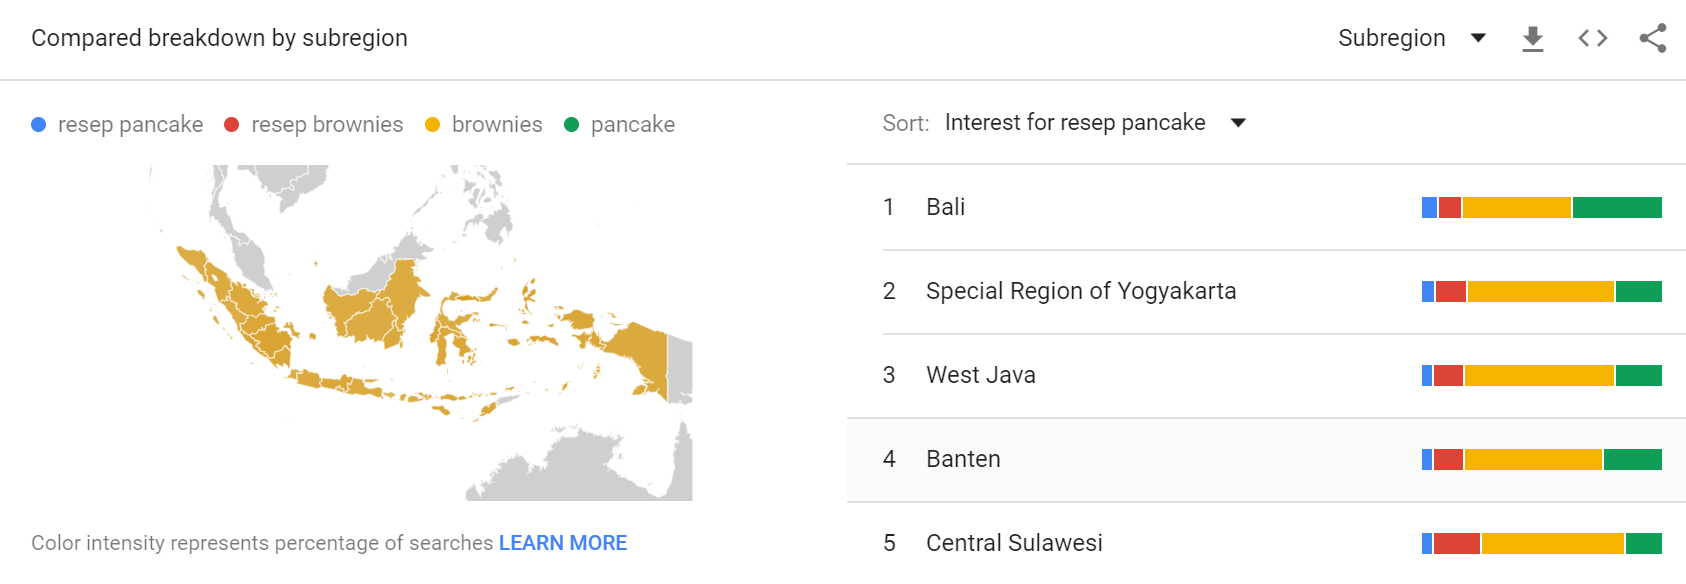 Compared breakdown by subregion
Subregion
resep pancake
resep brownies
brownies
pancake
Sort: Interest for resep pancake
1 Bali
2 Special Region of Yogyakarta
3 West Java
4 Banten
5 Central Sulawesi
Color intensity represents percentage of searches LEARN MORE